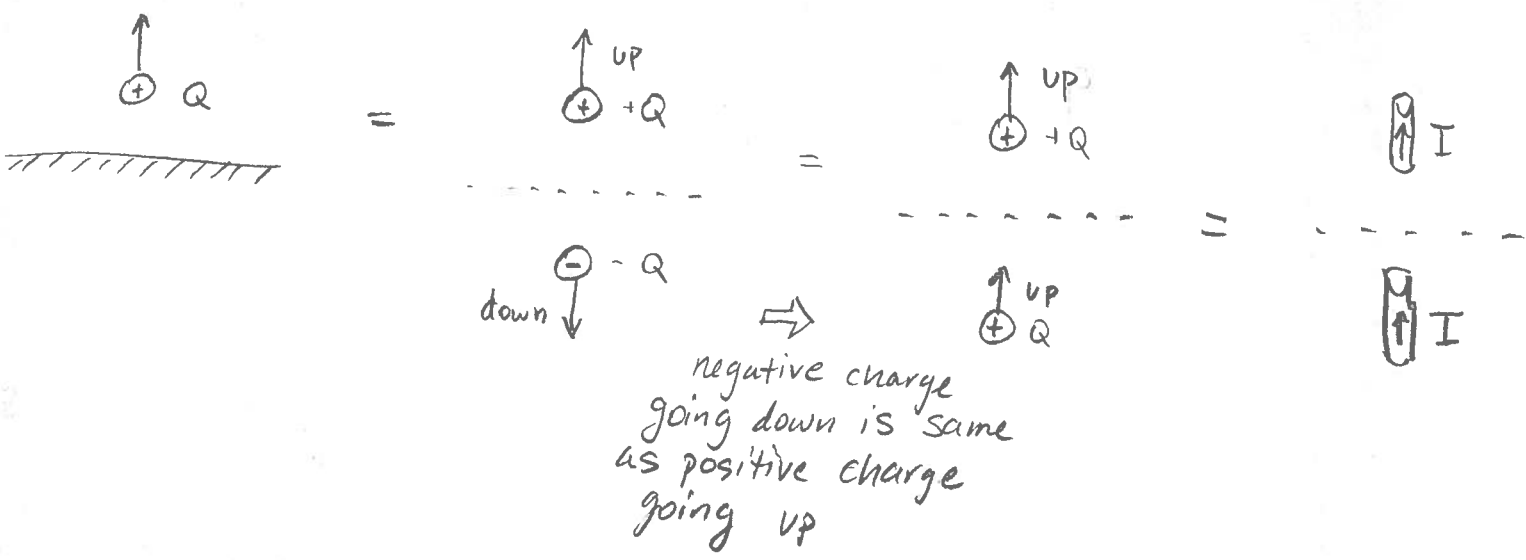 + Q
=
up
+ +Q
- - Q
down
=
⇒
up
+ +Q
up
+ Q
=
I
I
negative charge
going down is same
as positive charge
going up